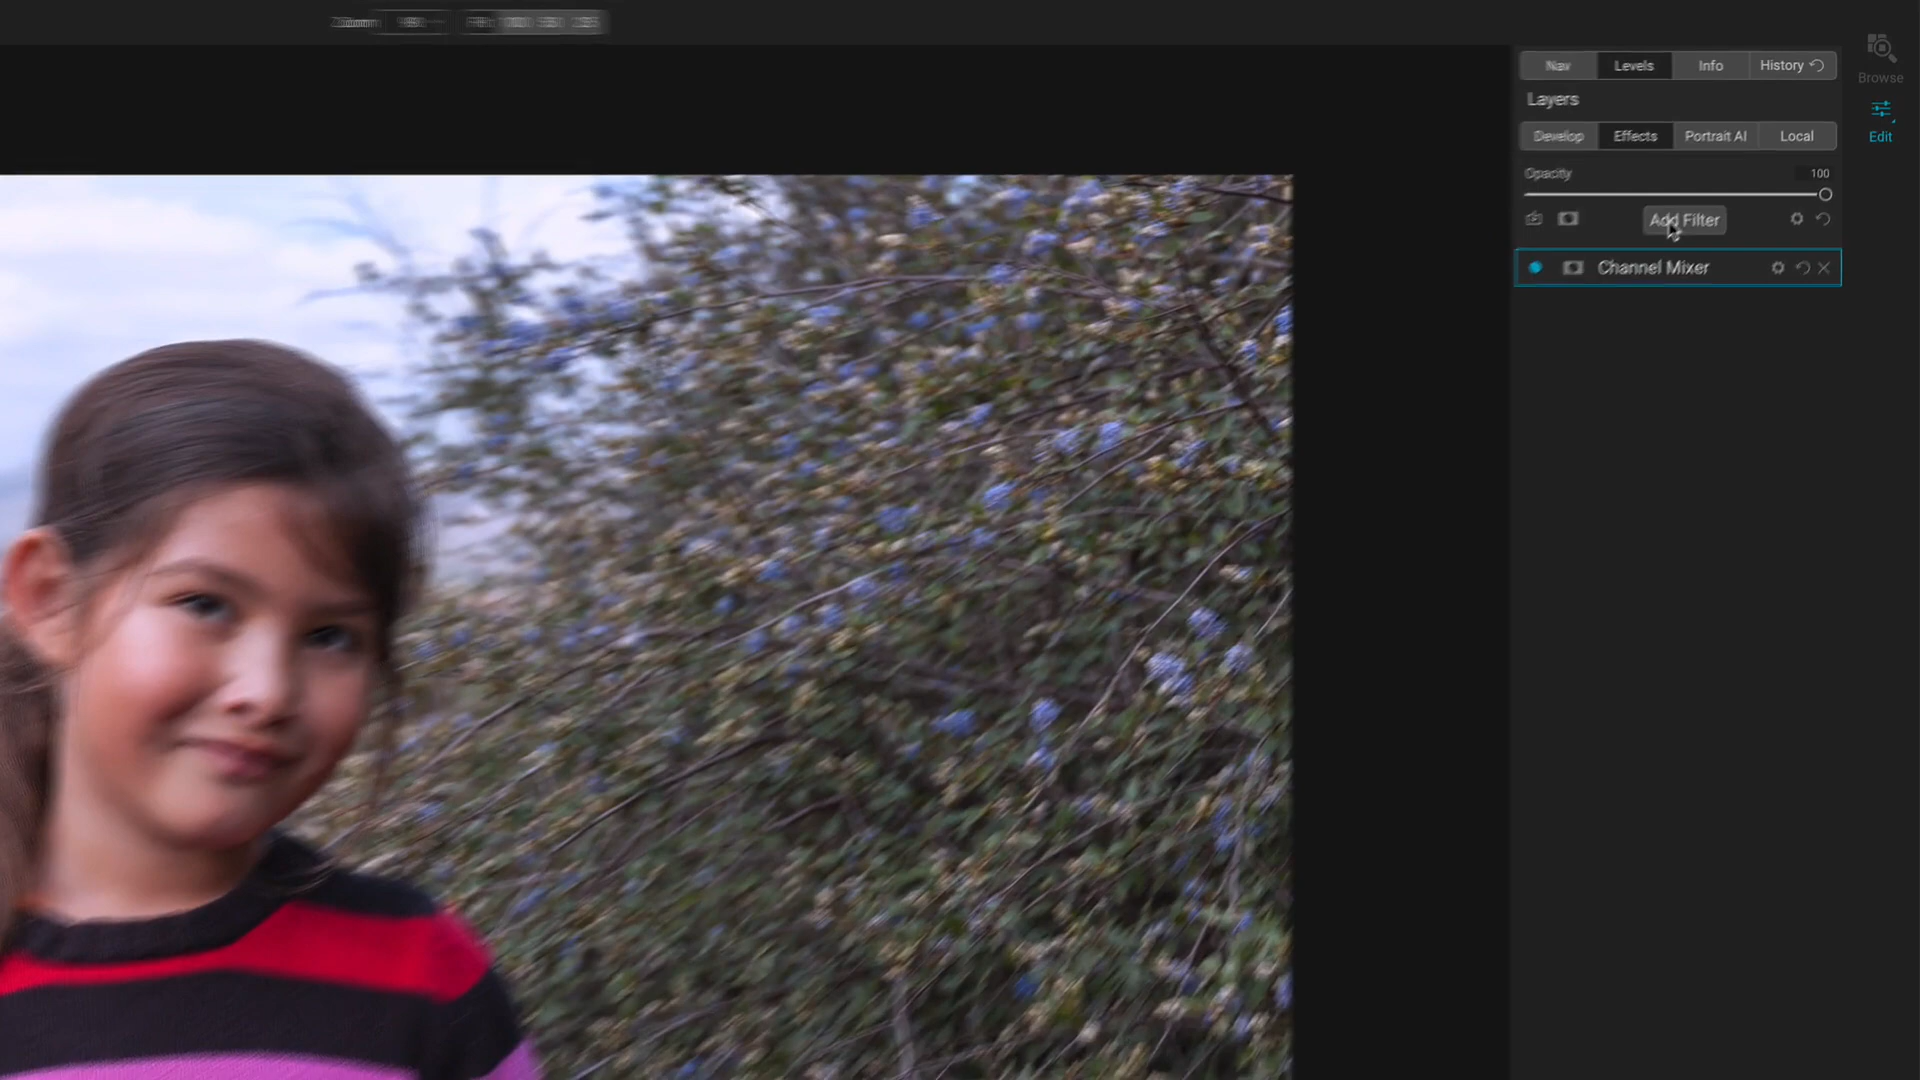 Nav Levels Info History
Browse
Layers
Edit
Develop Effects Portrait AI Local
Opacity 100
Add Filter
Channel Mixer